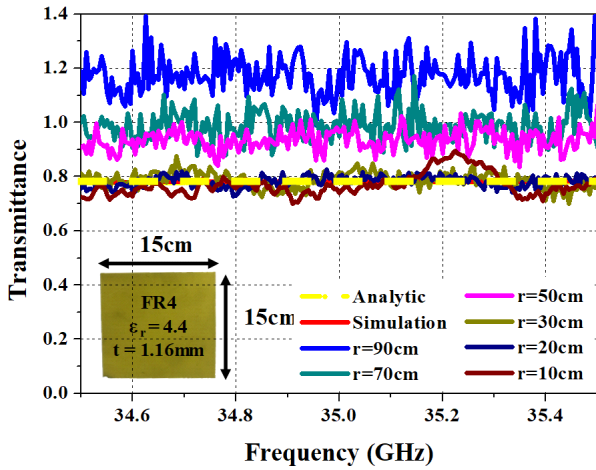 1.4
1.2
1.0
0.8
0.6
0.4
0.2
0.0
Transmittance
15cm
15cm
FR4
εr = 4.4
t = 1.16mm
Analytic
Simulation
r=90cm
r=70cm
r=50cm
r=30cm
r=20cm
r=10cm
34.6
34.8
35.0
35.2
35.4
Frequency (GHz)